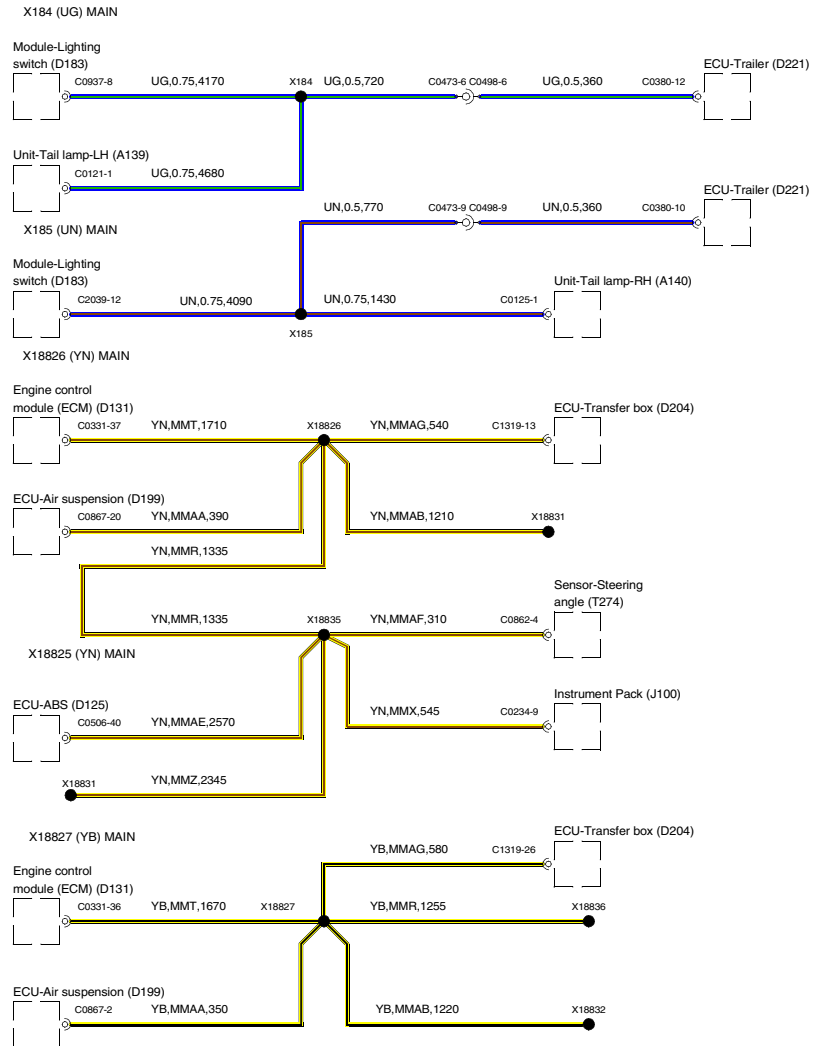 X184 (UG) MAIN
Module-Lighting
switch (D183)
ECU-Trailer (D221)
C0937-8
UG,0.75,4170
X184
UG,0.5,720
C0473-6 C0498-6
UG,0.5,360
C0380-12
Unit-Tail lamp-LH (A139)
C0121-1
UG,0.75,4680
ECU-Trailer (D221)
X185 (UN) MAIN
UN,0.5,770
C0473-9 C0498-9
UN,0.5,360
C0380-10
Module-Lighting
switch (D183)
Unit-Tail lamp-RH (A140)
C2039-12
UN,0.75,4090
UN,0.75,1430
C0125-1
X185
X18826 (YN) MAIN
Engine control
module (ECM) (D131)
ECU-Transfer box (D204)
C0331-37
YN,MMT,1710
X18826
YN,MMAG,540
C1319-13
ECU-Air suspension (D199)
C0867-20
YN,MMAA,390
YN,MMAB,1210
X18831
YN,MMR,1335
Sensor-Steering
angle (T274)
YN,MMR,1335
X18835
YN,MMAF,310
C0862-4
X18825 (YN) MAIN
Instrument Pack (J100)
ECU-ABS (D125)
C0506-40
YN,MMAE,2570
YN,MMX,545
C0234-9
X18831
YN,MMZ,2345
X18827 (YB) MAIN
ECU-Transfer box (D204)
YB,MMAG,580
C1319-26
Engine control
module (ECM) (D131)
C0331-36
YB,MMT,1670
X18827
YB,MMR,1255
X18836
ECU-Air suspension (D199)
C0867-2
YB,MMAA,350
YB,MMAB,1220
X18832